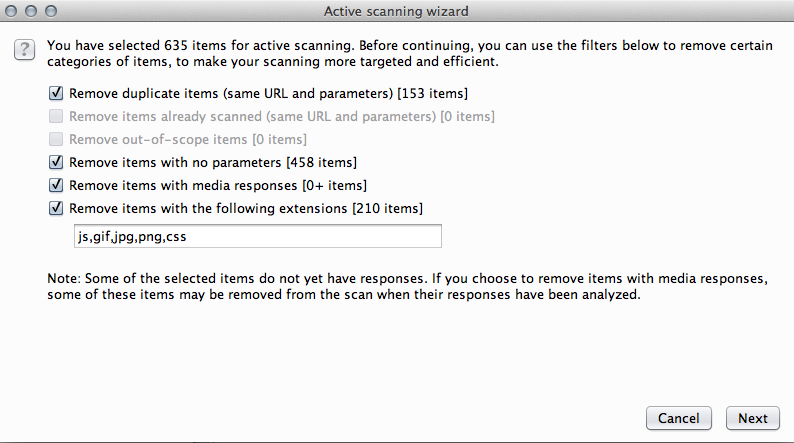 Active scanning wizard
?
You have selected 635 items for active scanning. Before continuing, you can use the filters below to remove certain
categories of items, to make your scanning more targeted and efficient.
Remove duplicate items (same URL and parameters) [153 items]
Remove items already scanned (same URL and parameters) [0 items]
Remove out-of-scope items [0 items]
Remove items with no parameters [458 items]
Remove items with media responses [0+ items]
Remove items with the following extensions [210 items]
js,gif,jpg,png,css
Note: Some of the selected items do not yet have responses. If you choose to remove items with media responses,
some of these items may be removed from the scan when their responses have been analyzed.
Cancel Next